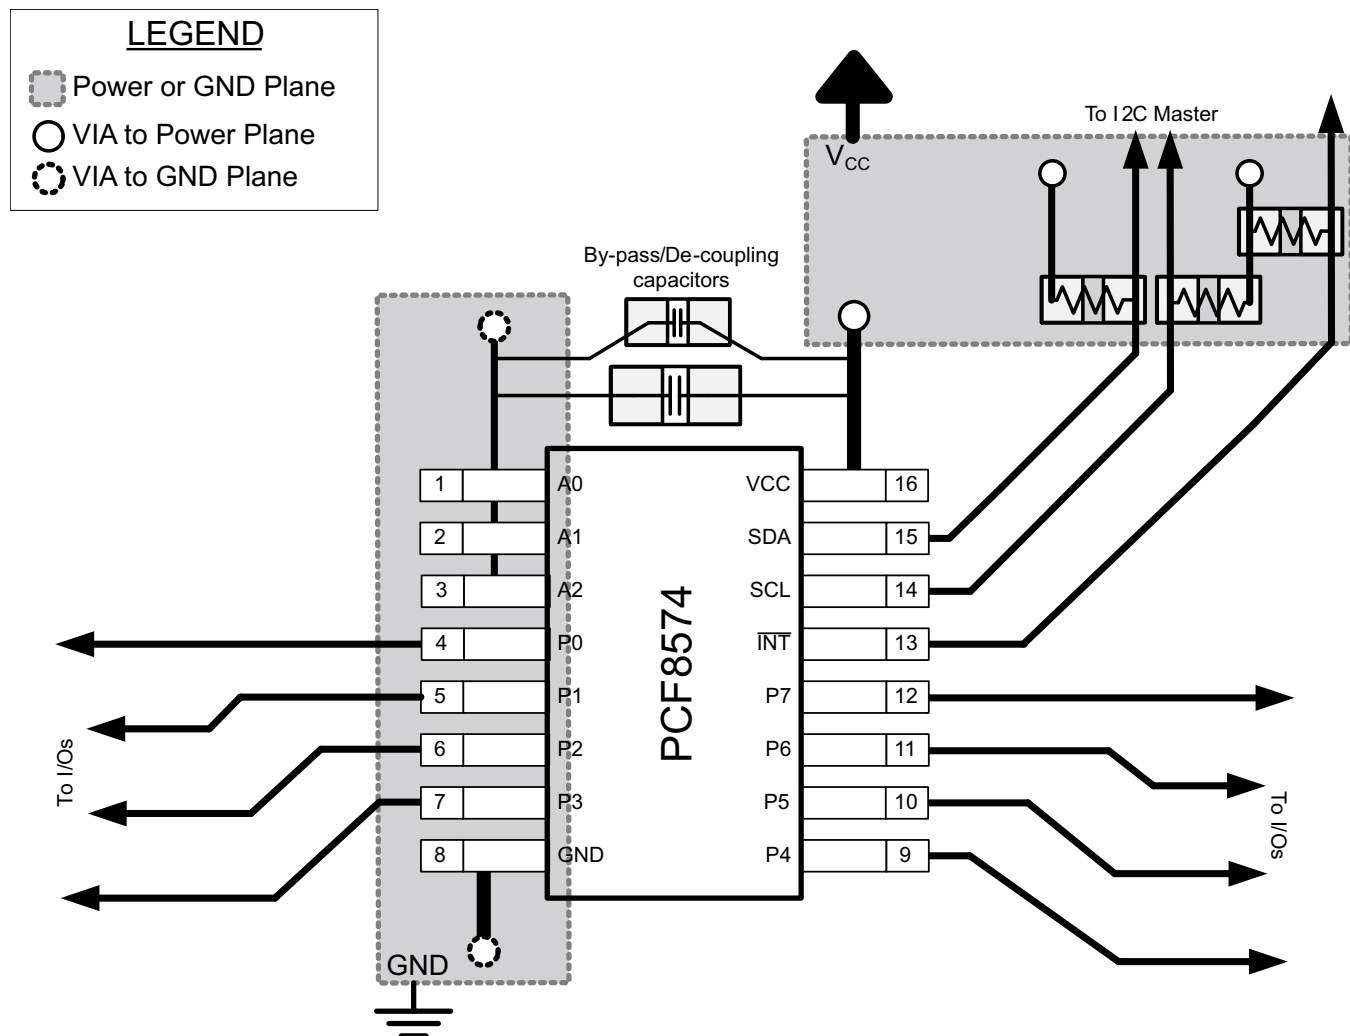 LEGEND
Power or GND Plane
VIA to Power Plane
VIA to GND Plane
To I2C Master
VCC
By-pass/De-coupling
capacitors
1 A0 VCC 16
2 A1 SDA 15
3 A2 SCL 14
4 P0 INT 13
5 P1 P7 12
6 P2 P6 11
7 P3 P5 10
8 GND P4 9
PCF8574
To I/Os
To I/Os
GND